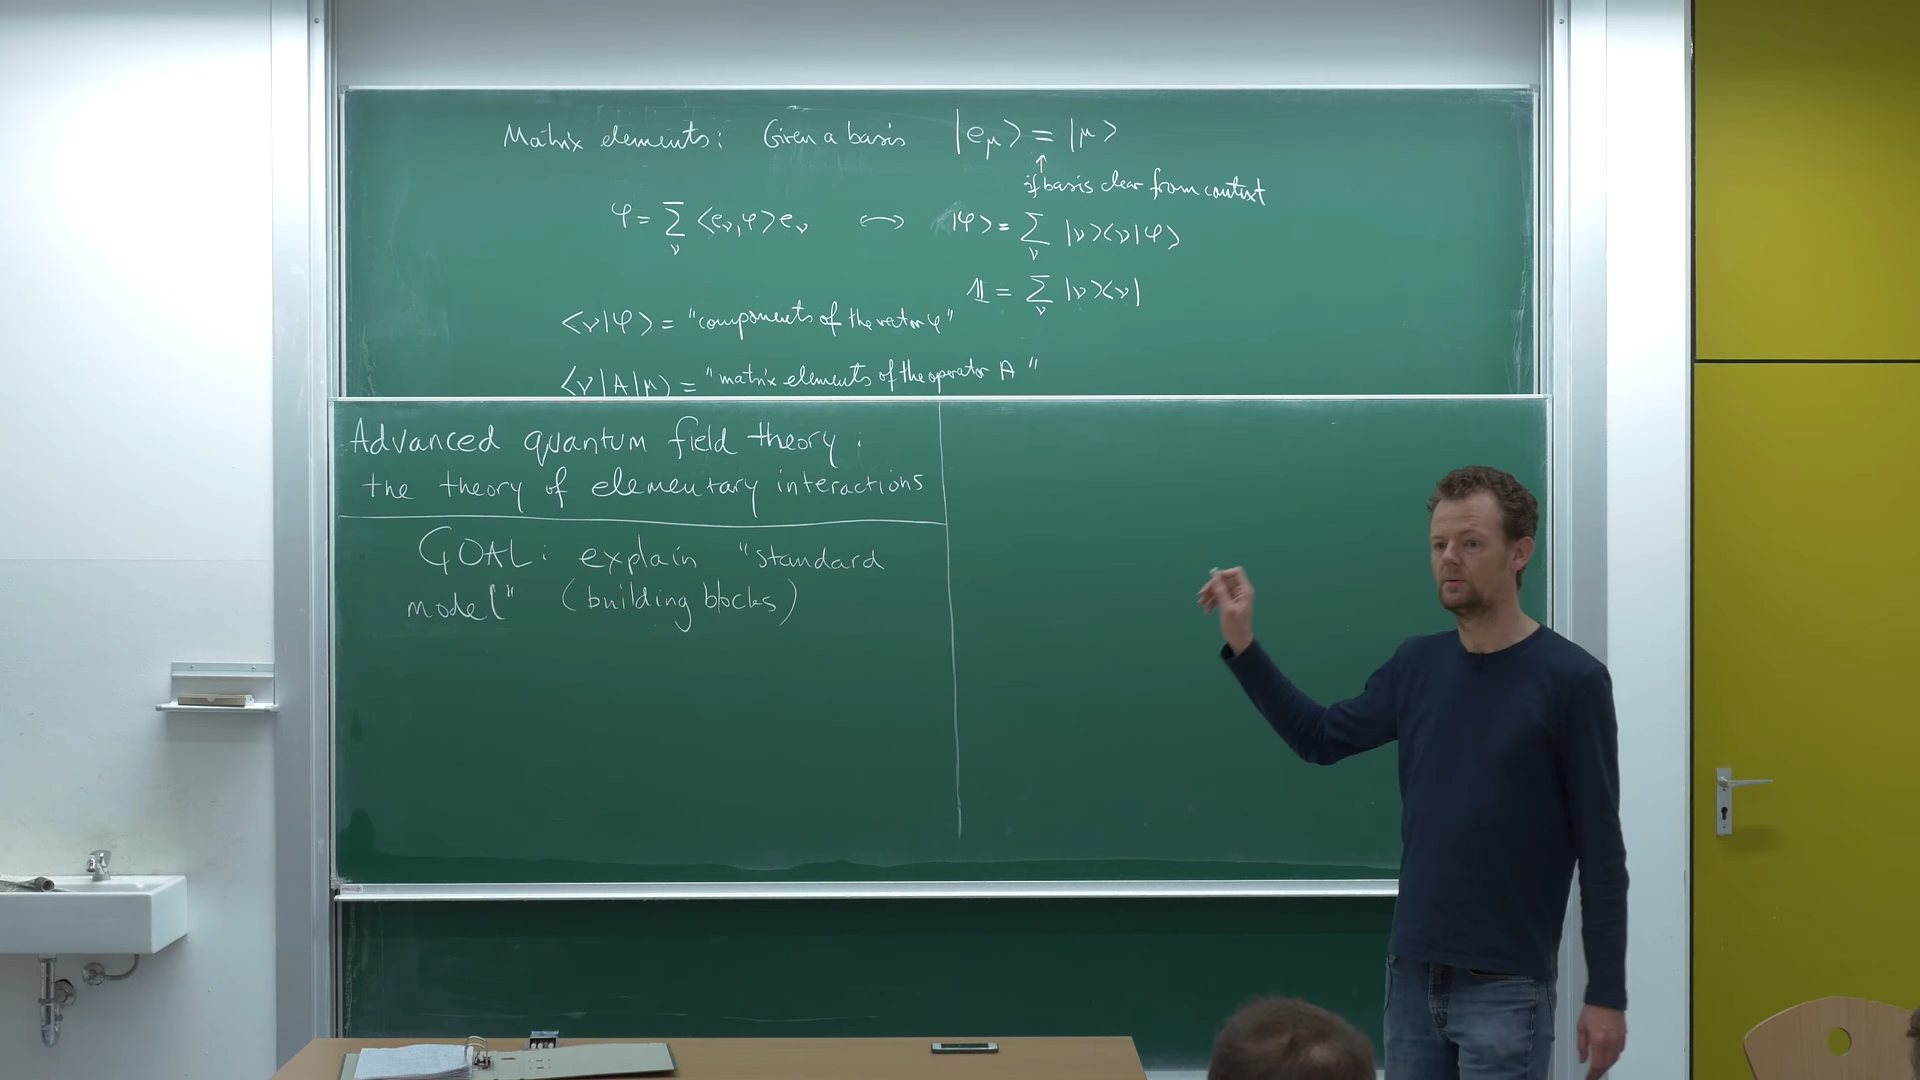 Matrix elements: Given a basis |e_μ> = |μ>
↑
if basis clear from context
φ = Σ_ν <e_ν, φ> e_ν ↔ |φ> = Σ_ν |ν><ν|φ>
𝟙 = Σ_ν |ν><ν|
<ν|φ> = "components of the vector φ"
<ν|A|μ> = "matrix elements of the operator A"
Advanced quantum field theory:
the theory of elementary interactions
GOAL: explain "standard
model" (building blocks)